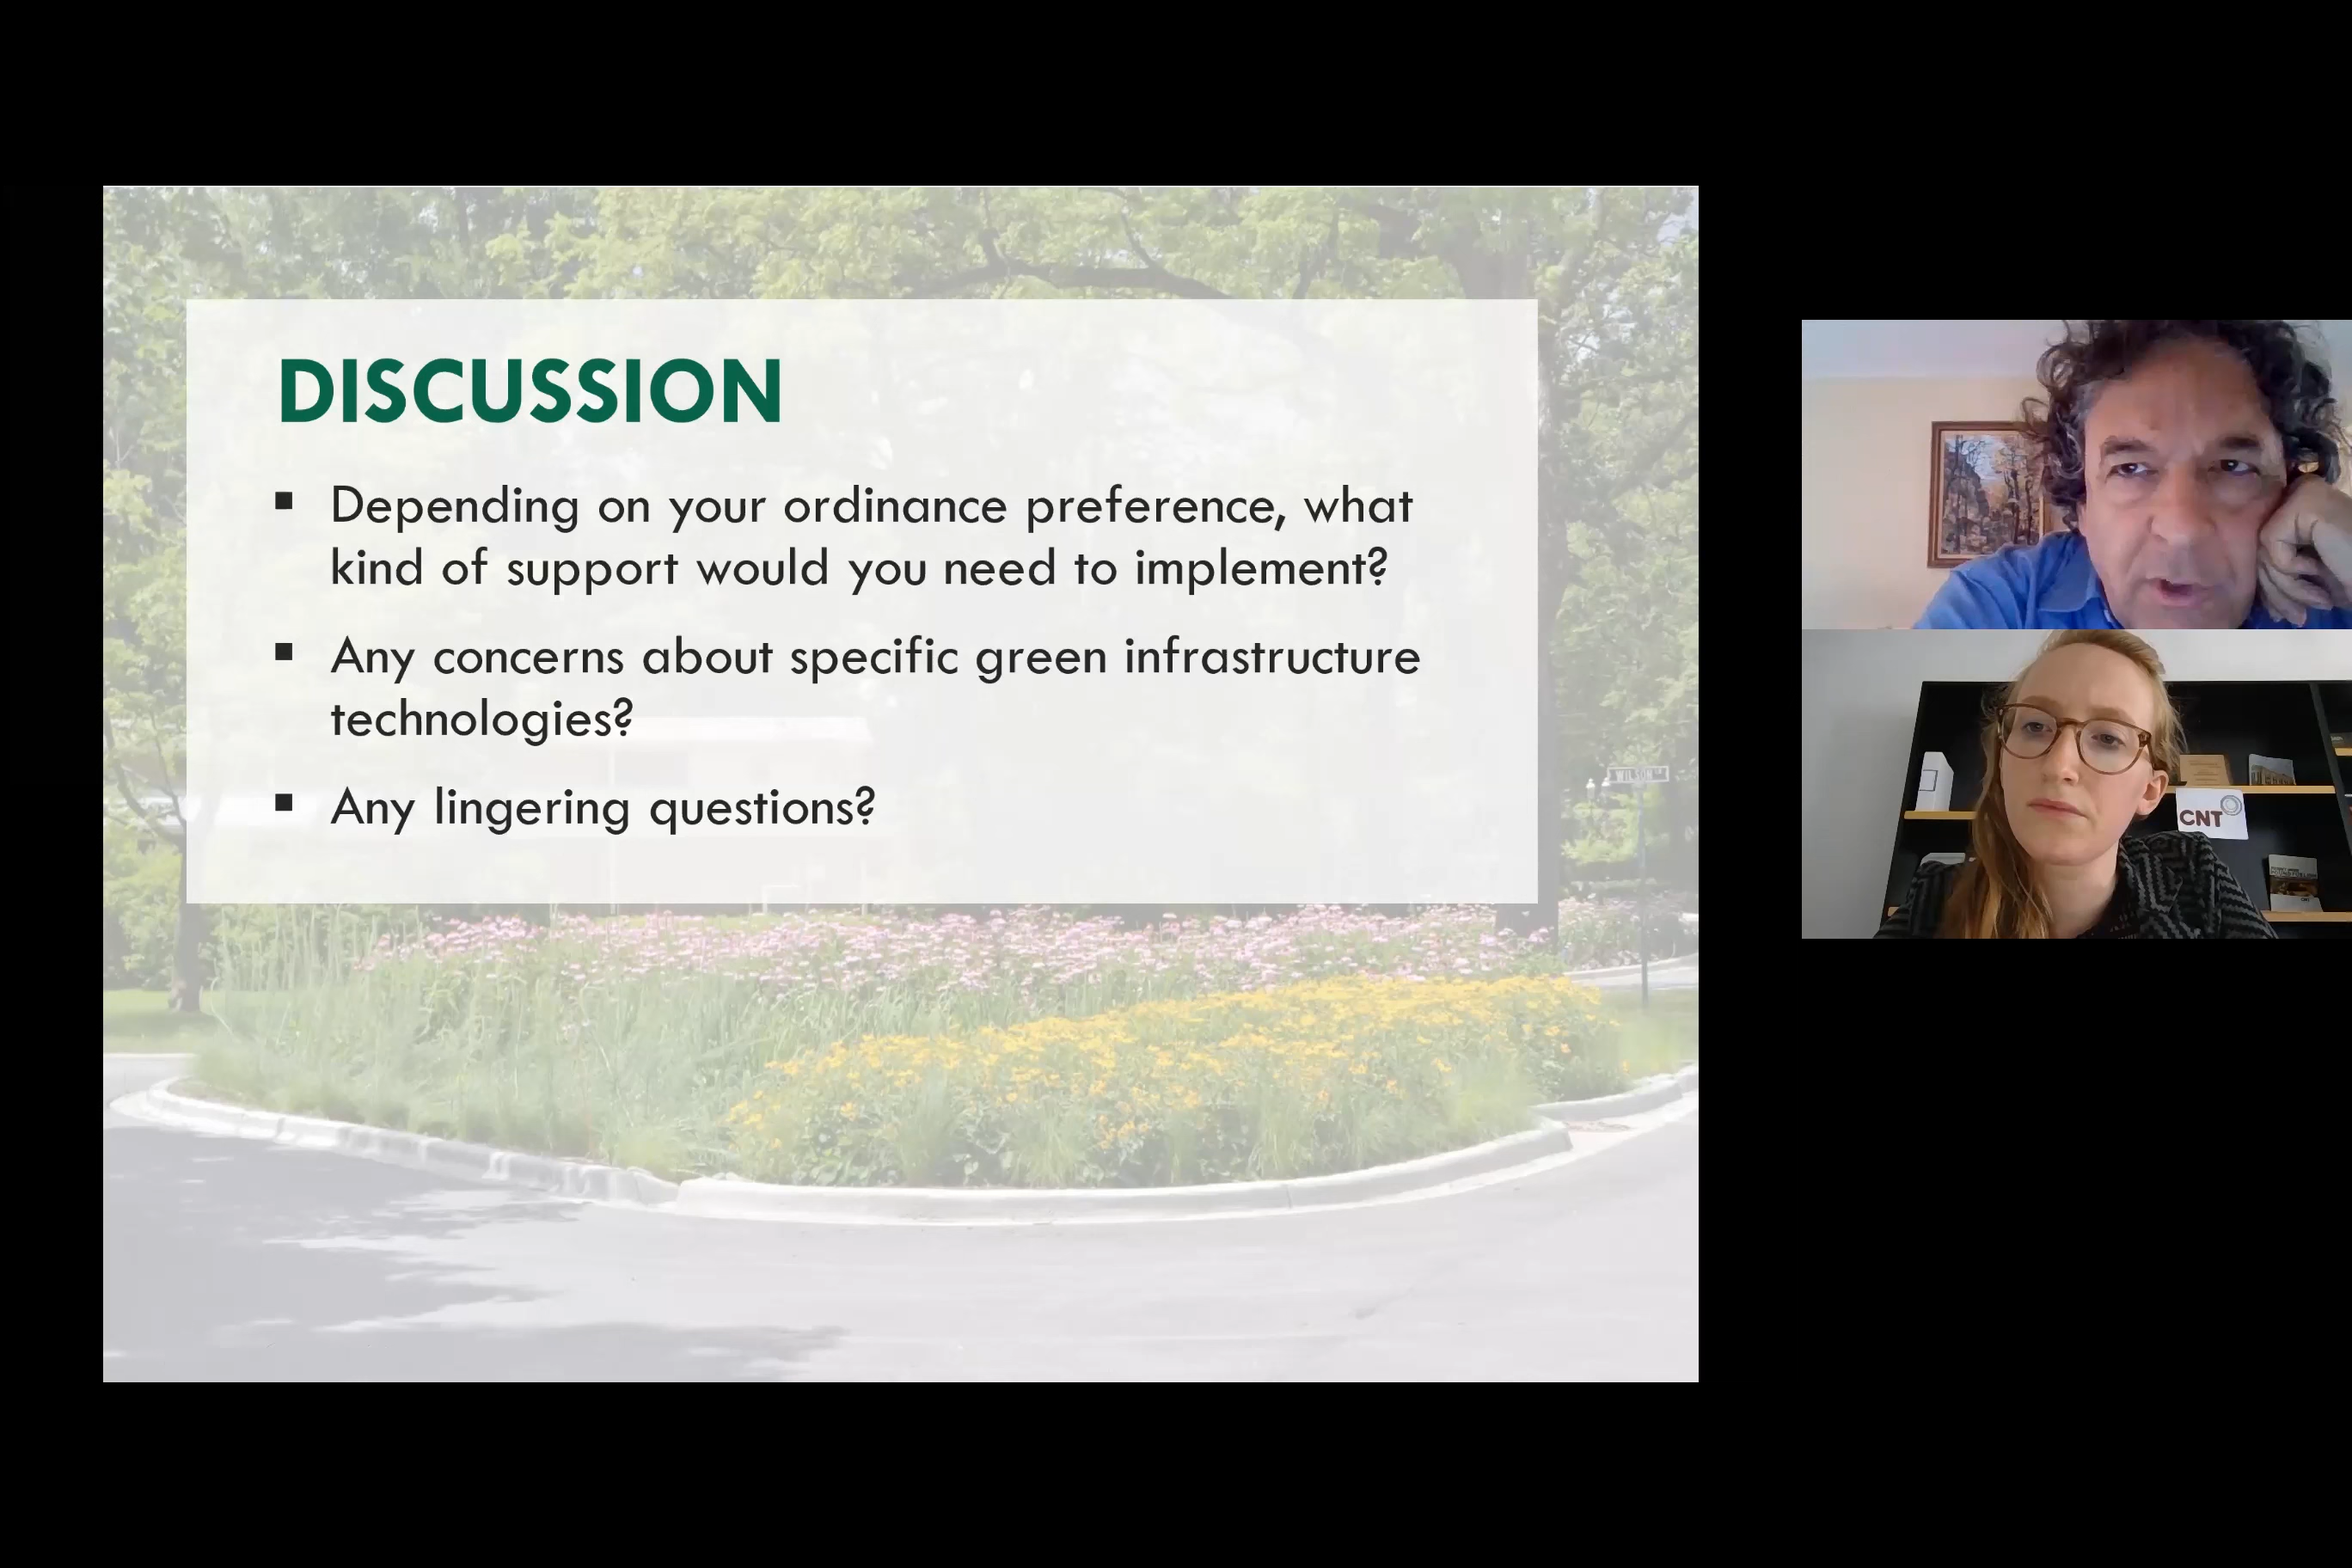 DISCUSSION
▪ Depending on your ordinance preference, what
kind of support would you need to implement?
▪ Any concerns about specific green infrastructure
technologies?
▪ Any lingering questions?
WILSON
CNT